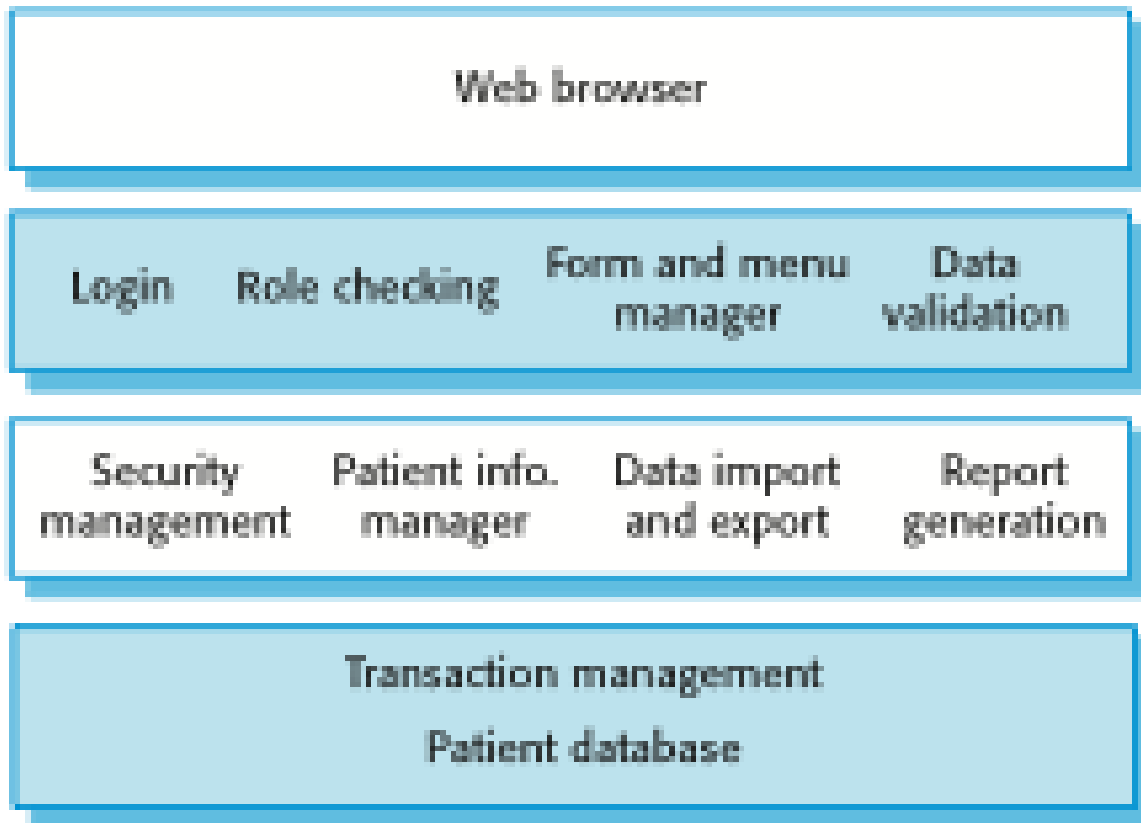 Web browser
Login Role checking Form and menu manager Data validation
Security management Patient info. manager Data import and export Report generation
Transaction management
Patient database